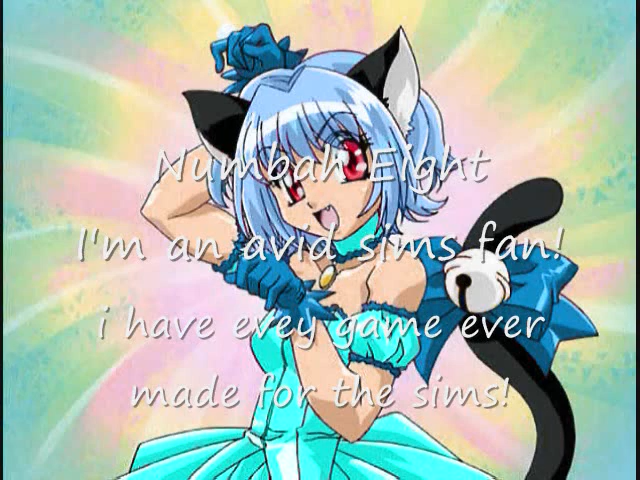 Numbah Eight
I'm an avid sims fan!
i have evey game ever
made for the sims!